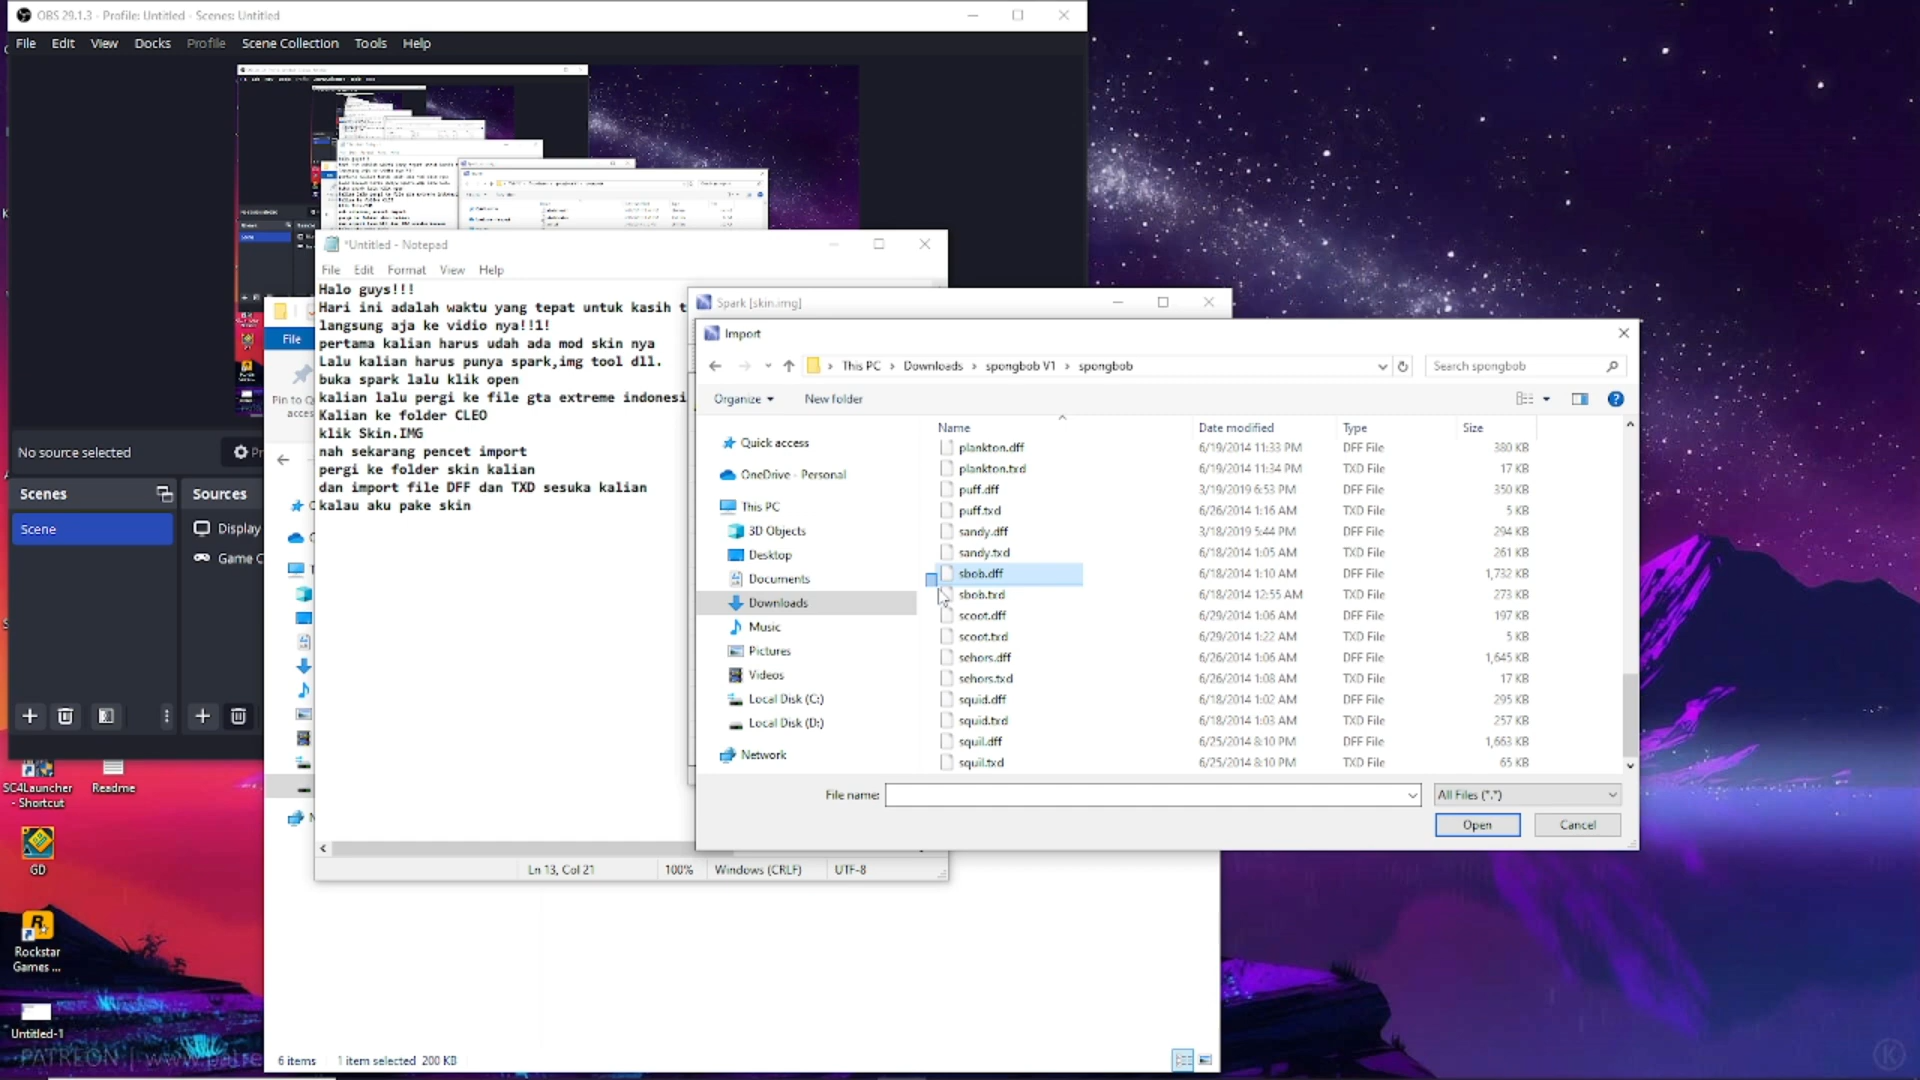 OBS 29.1.3 - Profile: Untitled - Scenes: Untitled
File Edit View Docks Profile Scene Collection Tools Help
*Untitled - Notepad
File Edit Format View Help
Halo guys!!!
Hari ini adalah waktu yang tepat untuk kasih t
langsung aja ke vidio nya!!1!
pertama kalian harus udah ada mod skin nya
Lalu kalian harus punya spark,img tool dll.
buka spark lalu klik open
kalian lalu pergi ke file gta extreme indonesi
Kalian ke folder CLEO
klik Skin.IMG
nah sekarang pencet import
pergi ke folder skin kalian
dan import file DFF dan TXD sesuka kalian
kalau aku pake skin
Ln 13, Col 21 100% Windows (CRLF) UTF-8
Spark [skin.img]
Import
This PC › Downloads › spongbob V1 › spongbob
Search spongbob
Organize New folder
Quick access
OneDrive - Personal
This PC
3D Objects
Desktop
Documents
Downloads
Music
Pictures
Videos
Local Disk (C:)
Local Disk (D:)
Network
Name Date modified Type Size
plankton.dff 6/19/2014 11:33 PM DFF File 380 KB
plankton.txd 6/19/2014 11:34 PM TXD File 17 KB
puff.dff 3/19/2019 6:53 PM DFF File 350 KB
puff.txd 6/26/2014 1:16 AM TXD File 5 KB
sandy.dff 3/18/2019 5:44 PM DFF File 294 KB
sandy.txd 6/18/2014 1:05 AM TXD File 261 KB
sbob.dff 6/18/2014 1:10 AM DFF File 1,732 KB
sbob.txd 6/18/2014 12:55 AM TXD File 273 KB
scoot.dff 6/29/2014 1:06 AM DFF File 197 KB
scoot.txd 6/29/2014 1:22 AM TXD File 5 KB
sehors.dff 6/26/2014 1:06 AM DFF File 1,645 KB
sehors.txd 6/26/2014 1:08 AM TXD File 17 KB
squid.dff 6/18/2014 1:02 AM DFF File 295 KB
squid.txd 6/18/2014 1:03 AM TXD File 257 KB
squil.dff 6/25/2014 8:10 PM DFF File 1,663 KB
squil.txd 6/25/2014 8:10 PM TXD File 65 KB
File name: All Files (*.*)
Open Cancel
File
Pin to Q
acces
No source selected
Pr
Scenes
Sources
Scene
Display
Game C
SC4Launcher
- Shortcut
Readme
GD
Rockstar
Games ...
Untitled-1
PATREON | www.patre
6 items 1 item selected 200 KB
K